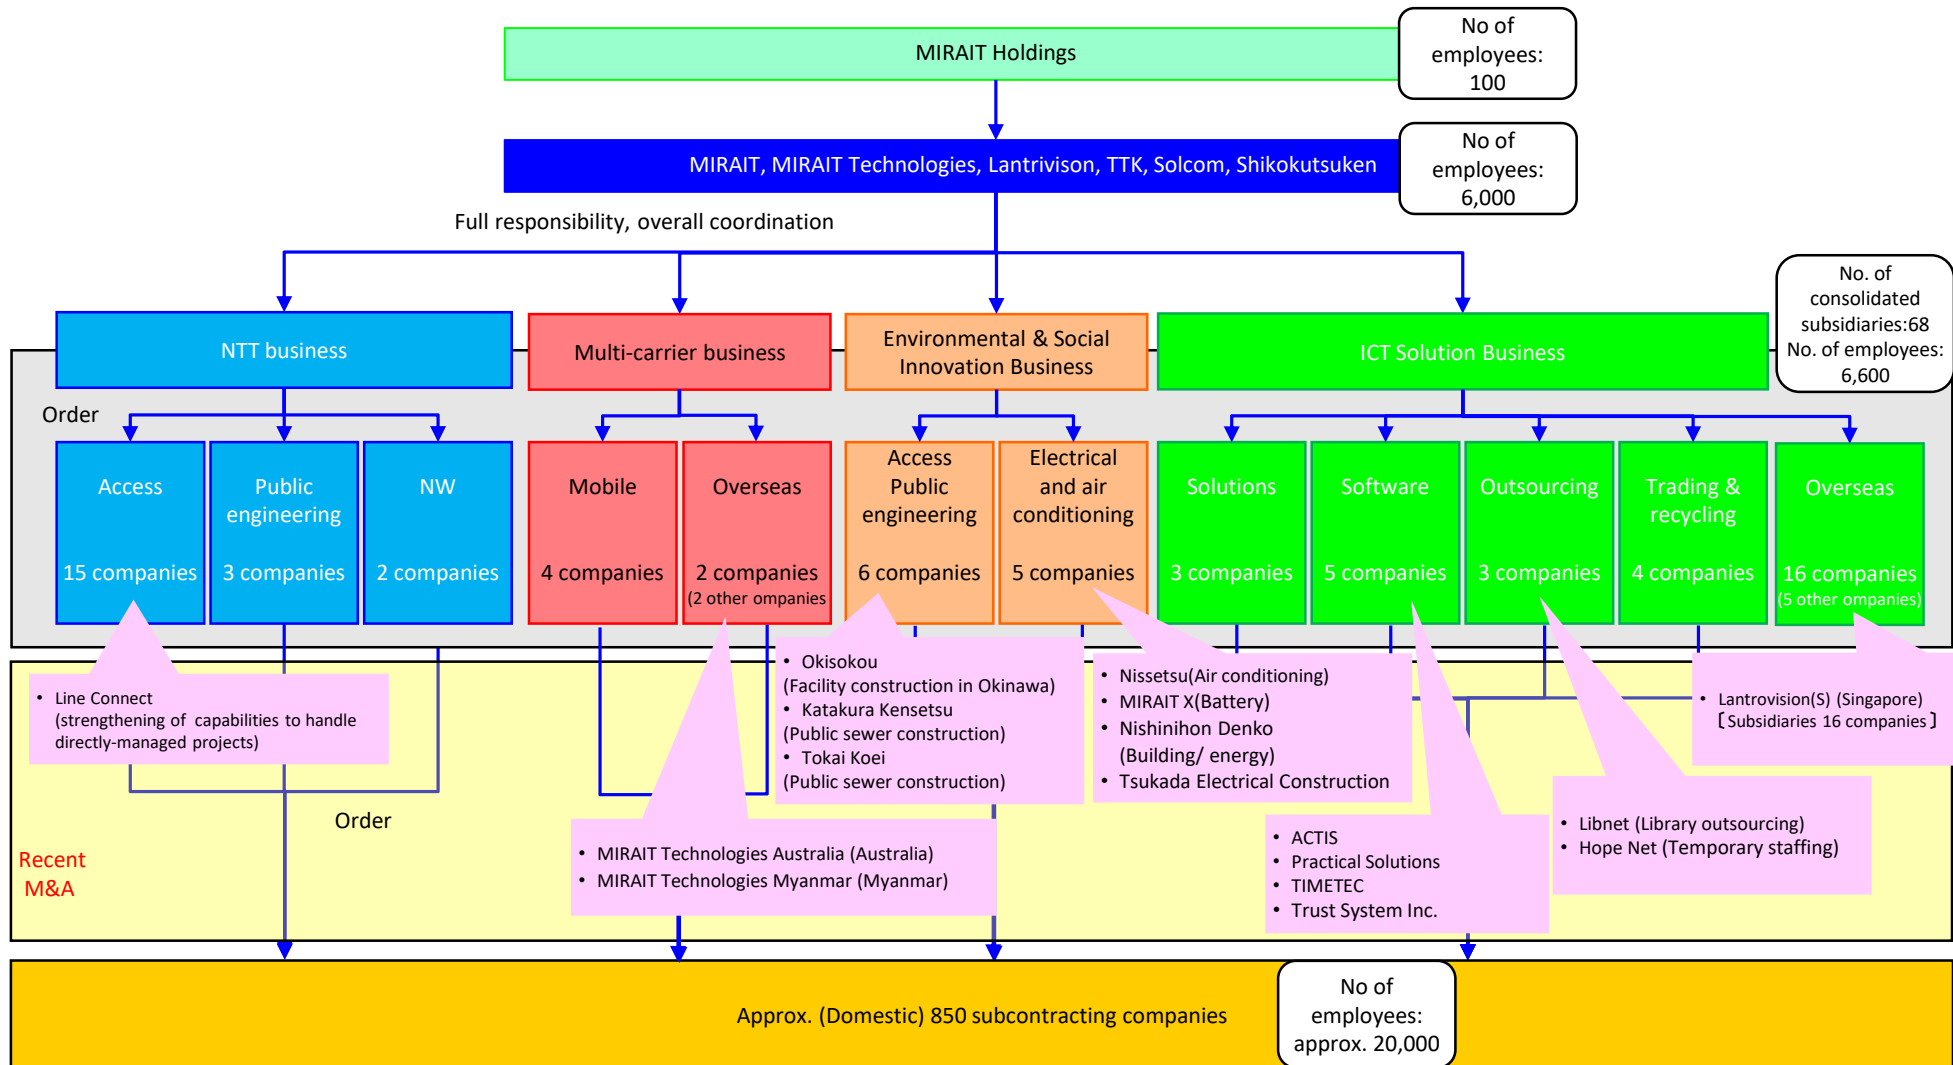 MIRAIT Holdings
No of
employees:
100
MIRAIT, MIRAIT Technologies, Lantrivison, TTK, Solcom, Shikokutsuken
No of
employees:
6,000
Full responsibility, overall coordination
No. of
consolidated
subsidiaries:68
No. of employees:
6,600
NTT business
Multi-carrier business
Environmental & Social
Innovation Business
ICT Solution Business
Order
Access
15 companies
Public
engineering
3 companies
NW
2 companies
Mobile
4 companies
Overseas
2 companies
(2 other ompanies
Access
Public
engineering
6 companies
Electrical
and air
conditioning
5 companies
Solutions
3 companies
Software
5 companies
Outsourcing
3 companies
Trading &
recycling
4 companies
Overseas
16 companies
(5 other ompanies)
• Line Connect
(strengthening of capabilities to handle
directly-managed projects)
• Okisokou
(Facility construction in Okinawa)
• Katakura Kensetsu
(Public sewer construction)
• Tokai Koei
(Public sewer construction)
• Nissetsu(Air conditioning)
• MIRAIT X(Battery)
• Nishinihon Denko
(Building/ energy)
• Tsukada Electrical Construction
• Lantrovision(S) (Singapore)
〔Subsidiaries 16 companies〕
Order
• MIRAIT Technologies Australia (Australia)
• MIRAIT Technologies Myanmar (Myanmar)
• ACTIS
• Practical Solutions
• TIMETEC
• Trust System Inc.
• Libnet (Library outsourcing)
• Hope Net (Temporary staffing)
Recent
M&A
Approx. (Domestic) 850 subcontracting companies
No of
employees:
approx. 20,000